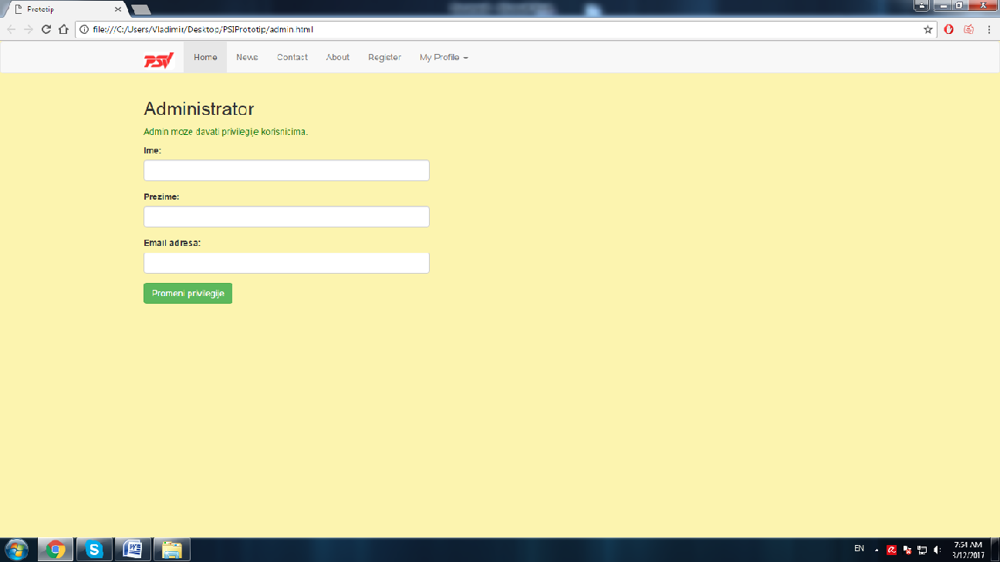 Prototip
file:///C:/Users/Vladimir/Desktop/PSIPrototip/admin.html
PSV Home News Contact About Register My Profile
Administrator
Admin moze davati privilegije korisnicima.
Ime:
Prezime:
Email adresa:
Promeni privilegije
EN
7:54 AM
3/12/2017